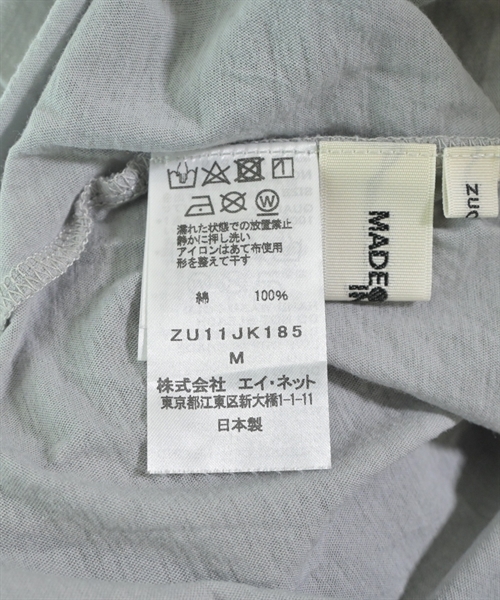 濡れた状態での放置禁止
静かに押し洗い
アイロンはあて布使用
形を整えて干す
綿 100%
ZU11JK185
M
株式会社 エイ・ネット
東京都江東区新大橋1-1-11
日本製
MADE
IN
ZUC